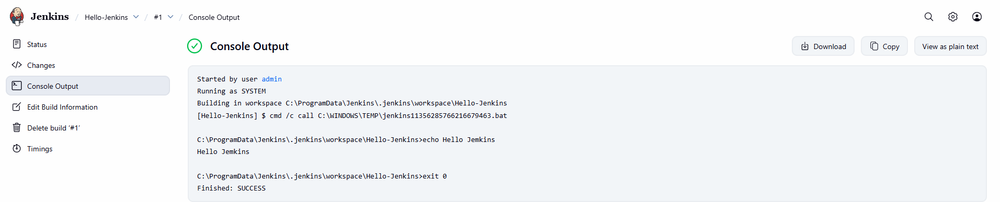 Jenkins / Hello-Jenkins / #1 / Console Output
Status
Changes
Console Output
Edit Build Information
Delete build ‘#1’
Timings
Console Output
Download
Copy
View as plain text
Started by user admin
Running as SYSTEM
Building in workspace C:\ProgramData\Jenkins\.jenkins\workspace\Hello-Jenkins
[Hello-Jenkins] $ cmd /c call C:\WINDOWS\TEMP\jenkins11356285766216679463.bat
C:\ProgramData\Jenkins\.jenkins\workspace\Hello-Jenkins>echo Hello Jemkins
Hello Jemkins
C:\ProgramData\Jenkins\.jenkins\workspace\Hello-Jenkins>exit 0
Finished: SUCCESS